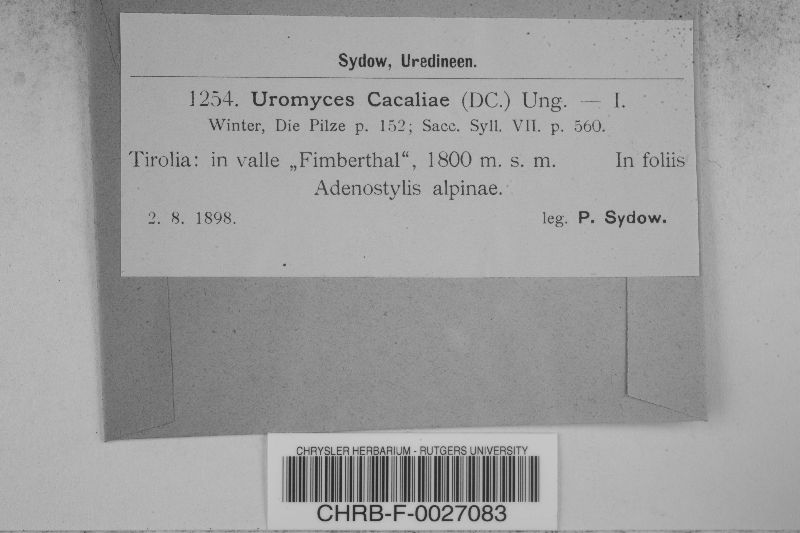 Sydow, Uredineen.
1254. Uromyces Cacaliae (DC.) Ung. — I.
Winter, Die Pilze p. 152; Sacc. Syll. VII. p. 560.
Tirolia: in valle „Fimberthal“, 1800 m. s. m. In foliis
Adenostylis alpinae.
2. 8. 1898. leg. P. Sydow.
CHRYSLER HERBARIUM - RUTGERS UNIVERSITY
CHRB-F-0027083